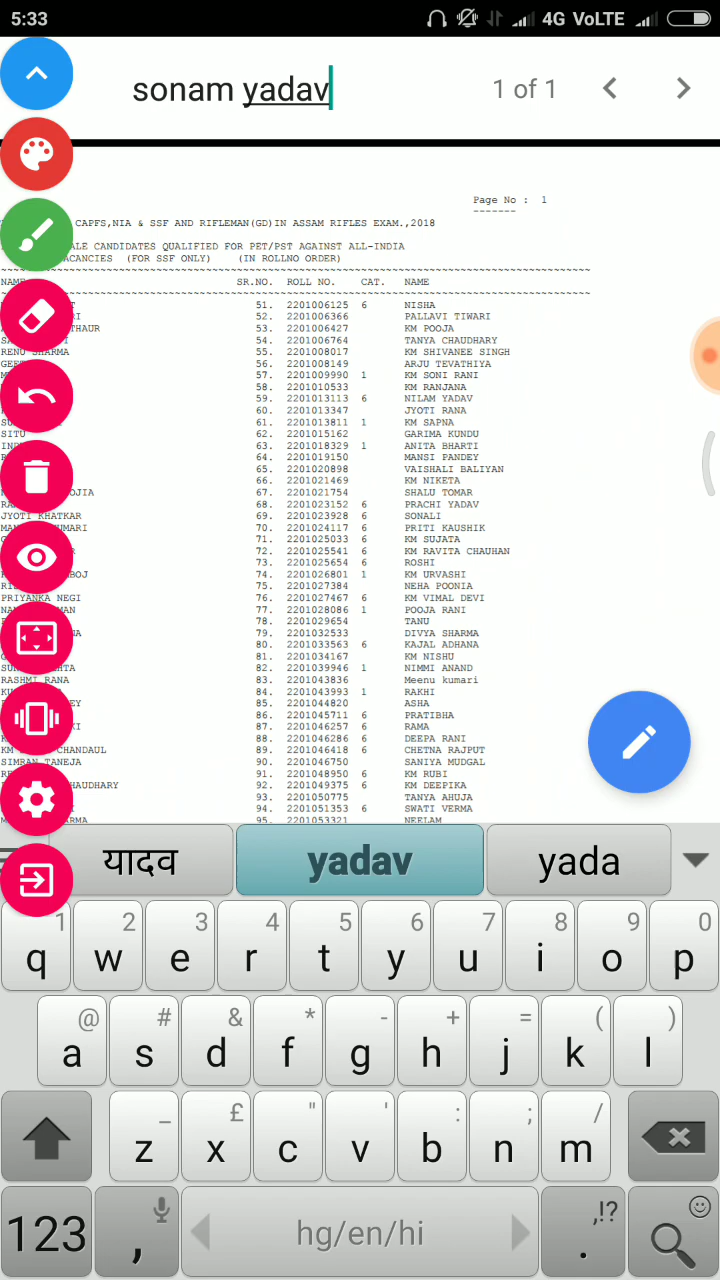 5:33
4G VoLTE
sonam yadav
1 of 1
Page No : 1
CAPFS,NIA & SSF AND RIFLEMAN(GD)IN ASSAM RIFLES EXAM.,2018
ALE CANDIDATES QUALIFIED FOR PET/PST AGAINST ALL-INDIA
ACANCIES (FOR SSF ONLY) (IN ROLLNO ORDER)
NAME SR.NO. ROLL NO. CAT. NAME
51. 2201006125 6 NISHA
52. 2201006366 PALLAVI TIWARI
THAUR 53. 2201006427 KM POOJA
54. 2201006764 TANYA CHAUDHARY
RENU SHARMA 55. 2201008017 KM SHIVANEE SINGH
56. 2201008149 ARJU TEVATHIYA
57. 2201009990 1 KM SONI RANI
58. 2201010533 KM RANJANA
59. 2201013113 6 NILAM YADAV
60. 2201013347 JYOTI RANA
61. 2201013811 1 KM SAPNA
SITU 62. 2201015162 GARIMA KUNDU
63. 2201018329 1 ANITA BHARTI
64. 2201019150 MANSI PANDEY
65. 2201020898 VAISHALI BALIYAN
66. 2201021469 KM NIKETA
OJIA 67. 2201021754 SHALU TOMAR
68. 2201023152 6 PRACHI YADAV
JYOTI KHATKAR 69. 2201023928 6 SONALI
UMARI 70. 2201024117 6 PRITI KAUSHIK
71. 2201025033 6 KM SUJATA
72. 2201025541 6 KM RAVITA CHAUHAN
73. 2201025654 6 ROSHI
BOJ 74. 2201026801 1 KM URVASHI
75. 2201027384 NEHA POONIA
PRIYANKA NEGI 76. 2201027467 6 KM VIMAL DEVI
MAN 77. 2201028086 1 POOJA RANI
78. 2201029654 TANU
NA 79. 2201032533 DIVYA SHARMA
80. 2201033563 6 KAJAL ADHANA
81. 2201034167 KM NISHU
HTA 82. 2201039946 1 NIMMI ANAND
RASHMI RANA 83. 2201043836 Meenu kumari
84. 2201043993 1 RAKHI
EY 85. 2201044820 ASHA
86. 2201045711 6 PRATIBHA
KI 87. 2201046257 6 RAMA
88. 2201046286 6 DEEPA RANI
KM CHANDAUL 89. 2201046418 6 CHETNA RAJPUT
SIMRAN TANEJA 90. 2201046750 SANIYA MUDGAL
91. 2201048950 6 KM RUBI
HAUDHARY 92. 2201049375 6 KM DEEPIKA
93. 2201050775 TANYA AHUJA
94. 2201051353 6 SWATI VERMA
RMA 95. 2201053321 NEELAM
यादव yadav yada
1 2 3 4 5 6 7 8 9 0
q w e r t y u i o p
@ # & * - + = ( )
a s d f g h j k l
_ £ " ' : ; /
z x c v b n m
123 , hg/en/hi ,!? .